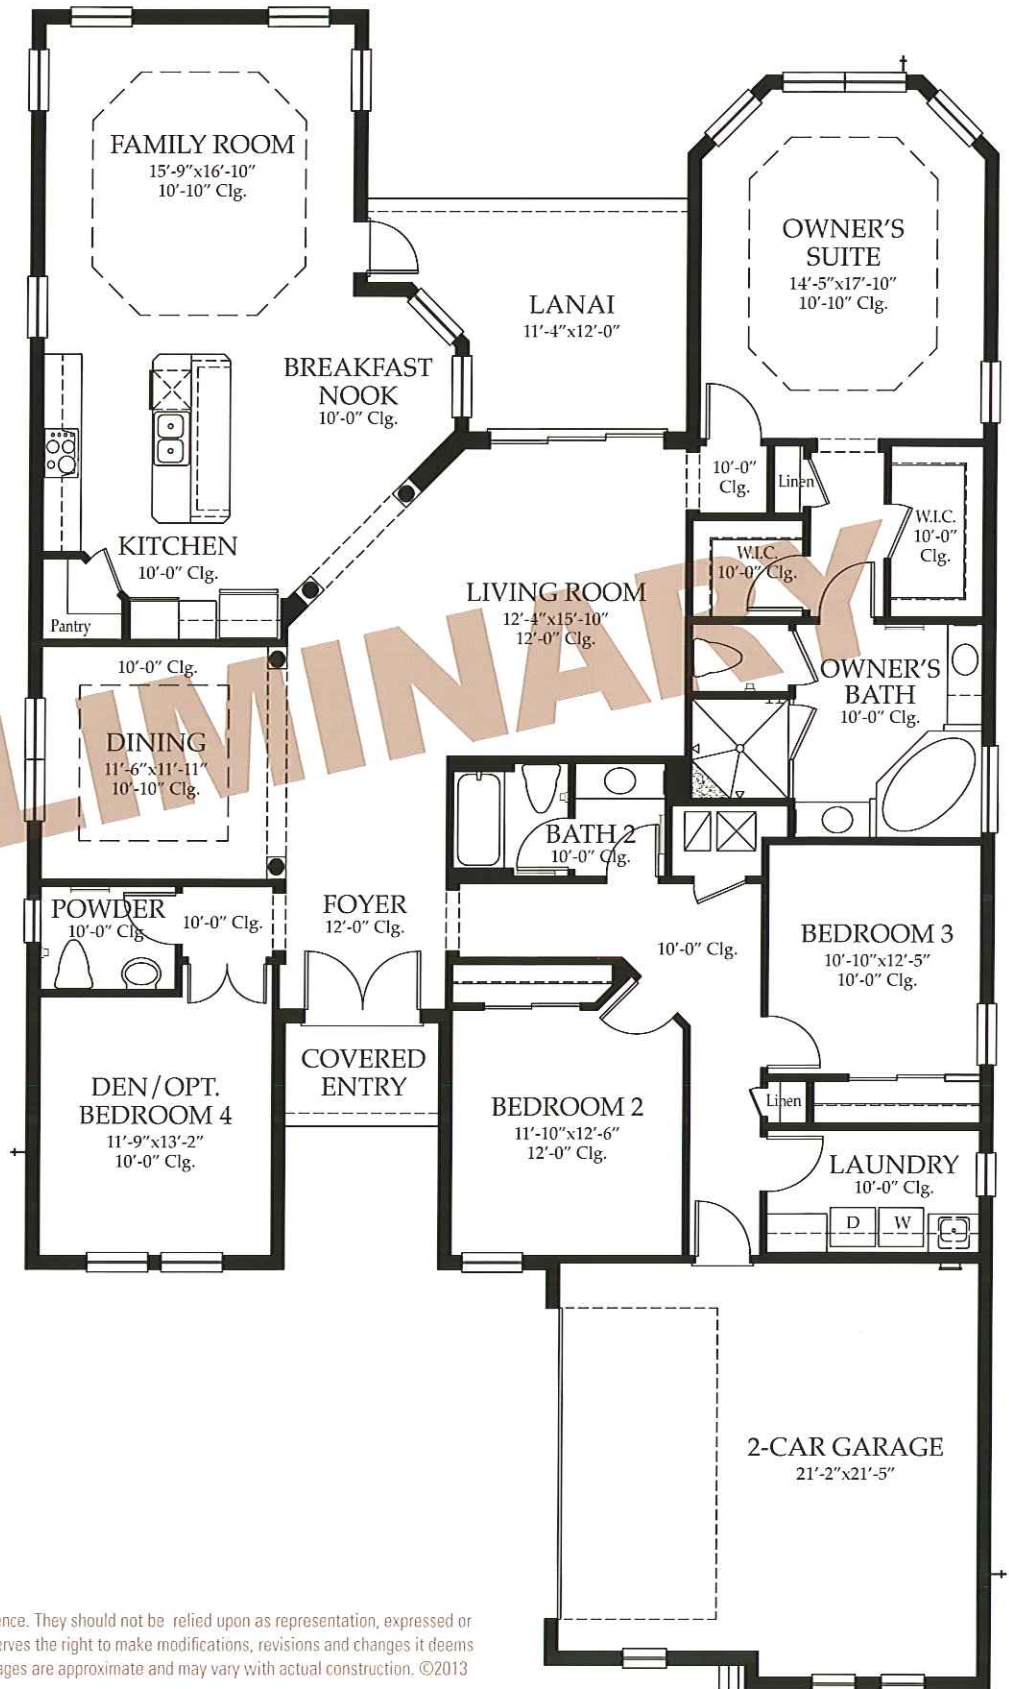 FAMILY ROOM
15'-9"x16'-10"
10'-10" Clg.
OWNER'S
SUITE
14'-5"x17'-10"
10'-10" Clg.
LANAI
11'-4"x12'-0"
BREAKFAST
NOOK
10'-0" Clg.
10'-0"
Clg.
Linen
W.I.C.
10'-0"
Clg.
W.I.C.
10'-0" Clg.
KITCHEN
10'-0" Clg.
Pantry
LIVING ROOM
12'-4"x15'-10"
12'-0" Clg.
LIMINARY
OWNER'S
BATH
10'-0" Clg.
10'-0" Clg.
DINING
11'-6"x11'-11"
10'-10" Clg.
BATH 2
10'-0" Clg.
POWDER
10'-0" Clg
10'-0" Clg.
FOYER
12'-0" Clg.
10'-0" Clg.
BEDROOM 3
10'-10"x12'-5"
10'-0" Clg.
COVERED
ENTRY
DEN/OPT.
BEDROOM 4
11'-9"x13'-2"
10'-0" Clg.
BEDROOM 2
11'-10"x12'-6"
12'-0" Clg.
Linen
LAUNDRY
10'-0" Clg.
D
W
2-CAR GARAGE
21'-2"x21'-5"
ence. They should not be relied upon as representation, expressed or
erves the right to make modifications, revisions and changes it deems
ages are approximate and may vary with actual construction. ©2013